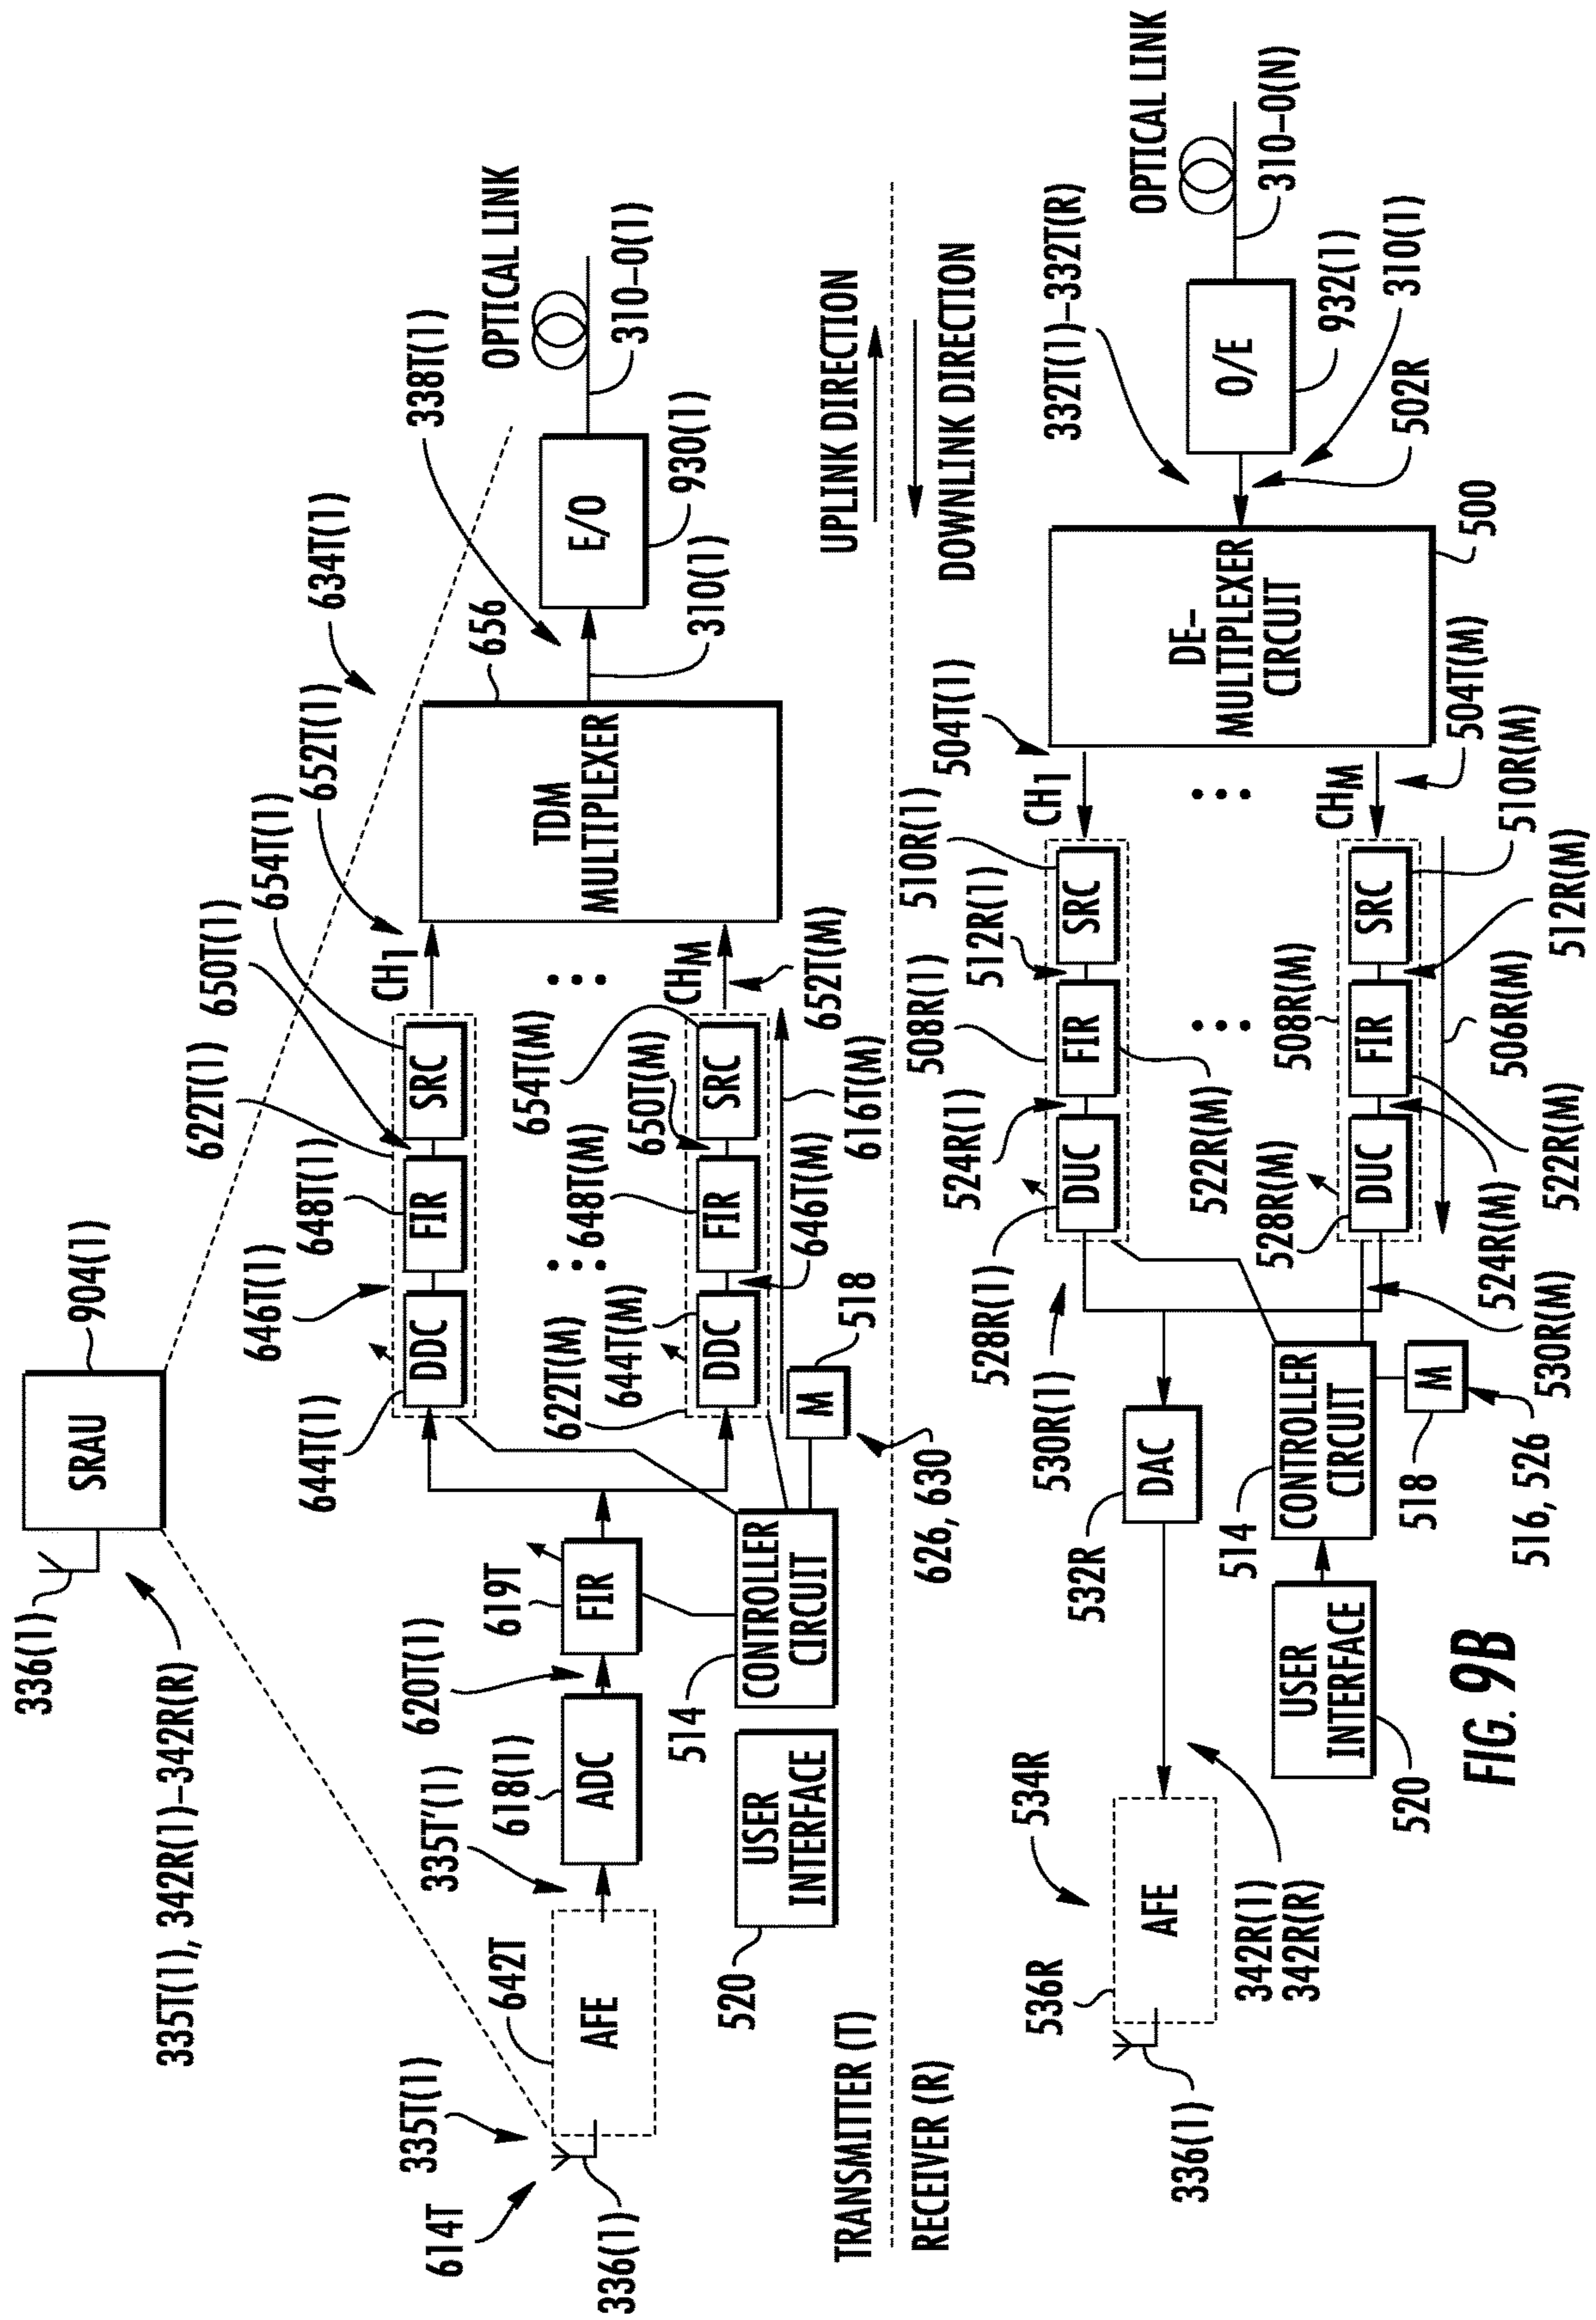 336(1)
SRAU
904(1)
335T(1), 342R(1)–342R(R)
634T(1)
338T(1)
OPTICAL LINK
310–O(1)
E/O
930(1)
310(1)
656
TDM
MULTIPLEXER
652T(1)
654T(1)
650T(1)
622T(1)
648T(1)
646T(1)
644T(1)
DDC
FIR
SRC
CH1
CHM
652T(M)
654T(M)
650T(M)
648T(M)
644T(M)
622T(M)
DDC
FIR
SRC
646T(M)
616T(M)
M
518
626, 630
619T
FIR
620T(1)
618(1)
ADC
335T'(1)
642T
AFE
335T(1)
614T
336(1)
514
CONTROLLER
CIRCUIT
USER
INTERFACE
520
UPLINK DIRECTION
DOWNLINK DIRECTION
TRANSMITTER (T)
RECEIVER (R)
OPTICAL LINK
310–O(N)
332T(1)–332T(R)
O/E
932(1)
310(1)
502R
DE–
MULTIPLEXER
CIRCUIT
500
504T(1)
504T(M)
CH1
CHM
510R(1)
512R(1)
508R(1)
524R(1)
528R(1)
530R(1)
DUC
FIR
SRC
522R(M)
508R(M)
528R(M)
DUC
FIR
SRC
510R(M)
512R(M)
506R(M)
522R(M)
524R(M)
530R(M)
DAC
532R
514
CONTROLLER
CIRCUIT
M
518
516, 526
USER
INTERFACE
520
534R
536R
AFE
336(1)
342R(1)
342R(R)
FIG. 9B